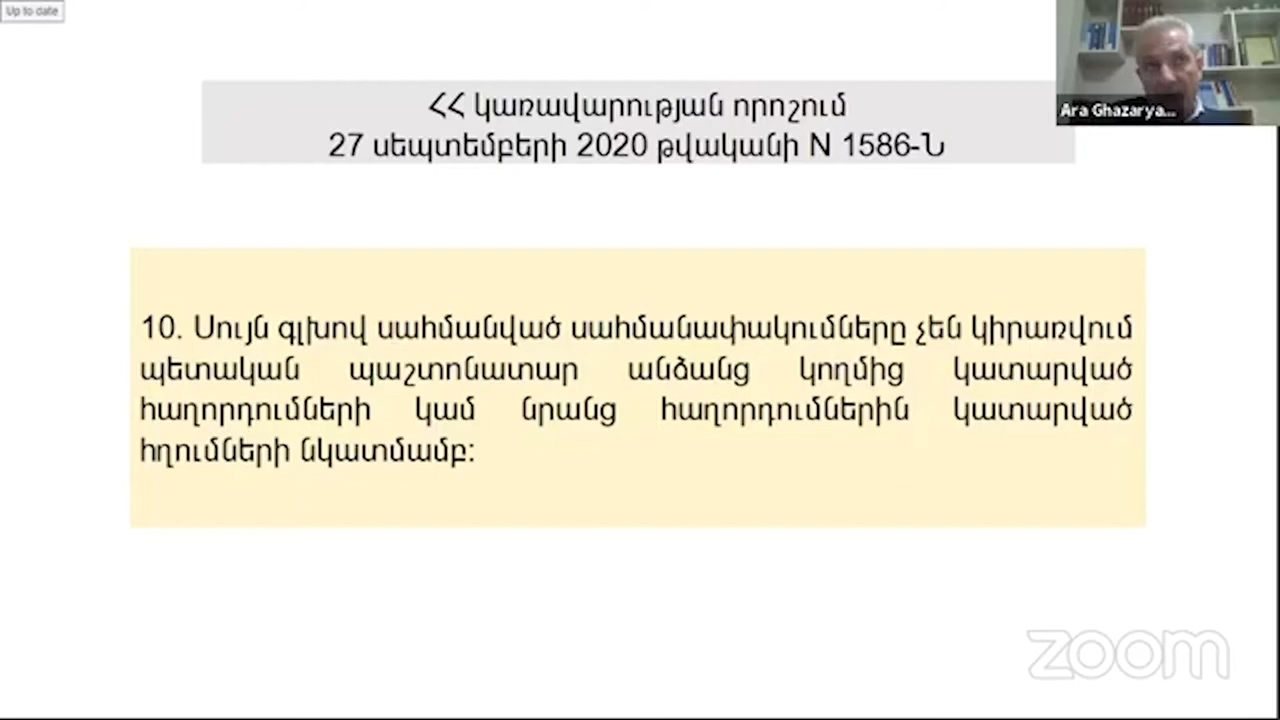 Up to date
ՀՀ կառավարության որոշում
27 սեպտեմբերի 2020 թվականի N 1586-Ն
Ara Ghazarya...
10. Սույն գլխով սահմանված սահմանափակումները չեն կիրառվում
պետական պաշտոնատար անձանց կողմից կատարված
հաղորդումների կամ նրանց հաղորդումներին կատարված
հղումների նկատմամբ:
zoom